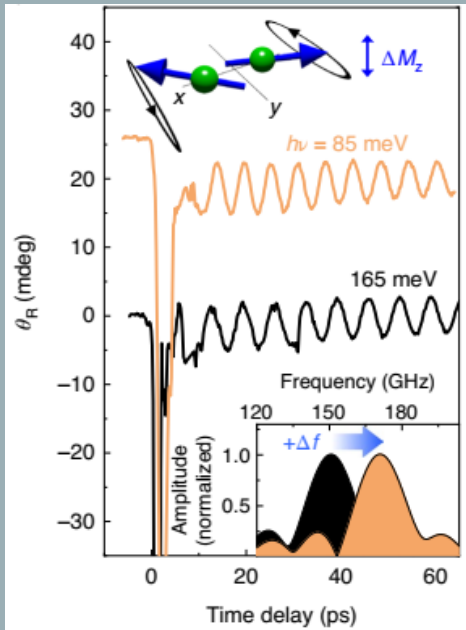 40
30
20
10
0
−10
−20
−30
θR (mdeg)
x
y
ΔMz
hν = 85 meV
165 meV
Frequency (GHz)
120 150 180
+Δf
1.0
0.5
Amplitude
(normalized)
0 20 40 60
Time delay (ps)